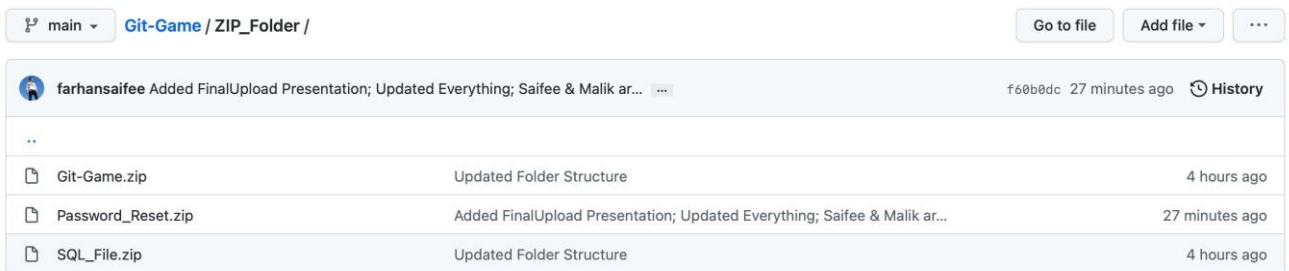 main Git-Game / ZIP_Folder / Go to file Add file ...
farhansaifee Added FinalUpload Presentation; Updated Everything; Saifee & Malik ar... ... f60b0dc 27 minutes ago History
..
Git-Game.zip Updated Folder Structure 4 hours ago
Password_Reset.zip Added FinalUpload Presentation; Updated Everything; Saifee & Malik ar... 27 minutes ago
SQL_File.zip Updated Folder Structure 4 hours ago